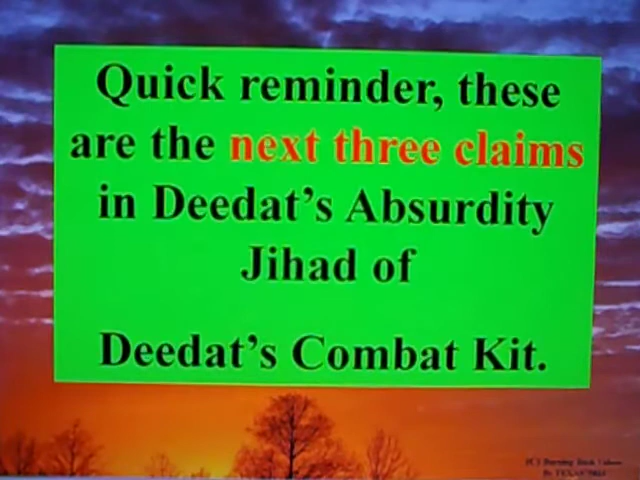 Quick reminder, these
are the next three claims
in Deedat's Absurdity
Jihad of
Deedat's Combat Kit.